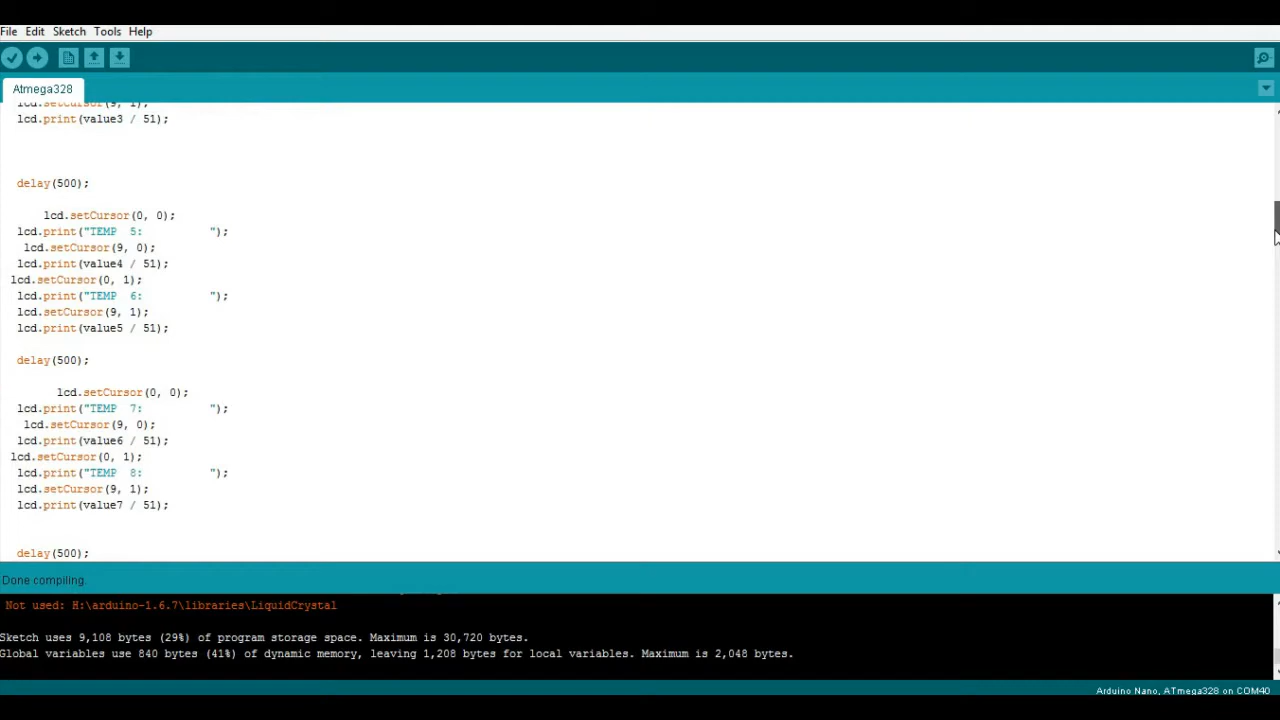 File Edit Sketch Tools Help
Atmega328
lcd.setCursor(9, 1);
lcd.print(value3 / 51);
delay(500);
lcd.setCursor(0, 0);
lcd.print("TEMP  5:          ");
lcd.setCursor(9, 0);
lcd.print(value4 / 51);
lcd.setCursor(0, 1);
lcd.print("TEMP  6:          ");
lcd.setCursor(9, 1);
lcd.print(value5 / 51);
delay(500);
lcd.setCursor(0, 0);
lcd.print("TEMP  7:          ");
lcd.setCursor(9, 0);
lcd.print(value6 / 51);
lcd.setCursor(0, 1);
lcd.print("TEMP  8:          ");
lcd.setCursor(9, 1);
lcd.print(value7 / 51);
delay(500);
Done compiling.
Not used: H:\arduino-1.6.7\libraries\LiquidCrystal
Sketch uses 9,108 bytes (29%) of program storage space. Maximum is 30,720 bytes.
Global variables use 840 bytes (41%) of dynamic memory, leaving 1,208 bytes for local variables. Maximum is 2,048 bytes.
Arduino Nano, ATmega328 on COM40